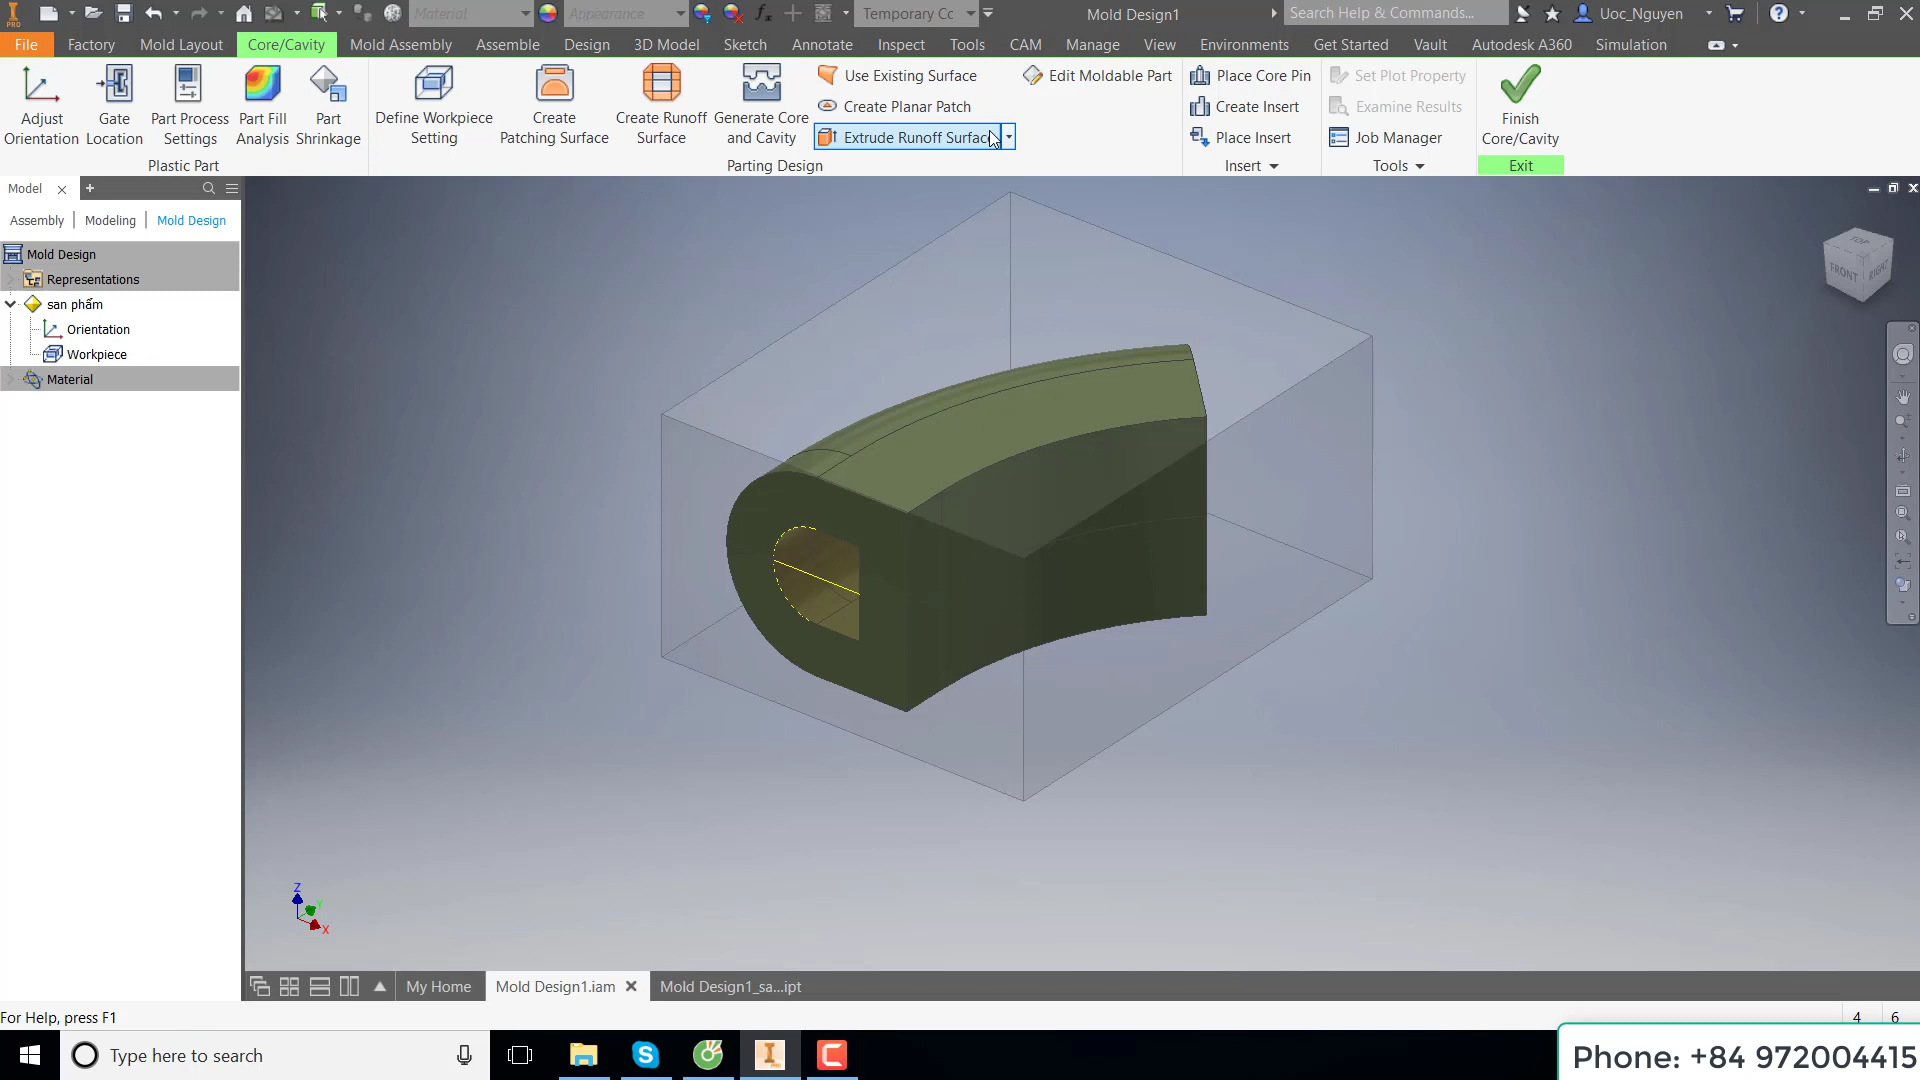 Material
Appearance
Temporary Cc
Mold Design1
Search Help & Commands...
Uoc_Nguyen
PRO
File
Factory
Mold Layout
Core/Cavity
Mold Assembly
Assemble
Design
3D Model
Sketch
Annotate
Inspect
Tools
CAM
Manage
View
Environments
Get Started
Vault
Autodesk A360
Simulation
Adjust
Orientation
Gate
Location
Part Process
Settings
Part Fill
Analysis
Part
Shrinkage
Define Workpiece
Setting
Create
Patching Surface
Create Runoff
Surface
Generate Core
and Cavity
Use Existing Surface
Create Planar Patch
Extrude Runoff Surfac
Edit Moldable Part
Place Core Pin
Create Insert
Place Insert
Set Plot Property
Examine Results
Job Manager
Finish
Core/Cavity
Plastic Part
Parting Design
Insert
Tools
Exit
Model
Assembly
Modeling
Mold Design
Mold Design
Representations
san phẩm
Orientation
Workpiece
Material
TOP
FRONT
RIGHT
Z
Y
X
My Home
Mold Design1.iam
Mold Design1_sa...ipt
For Help, press F1
4
6
Type here to search
Phone: +84 972004415